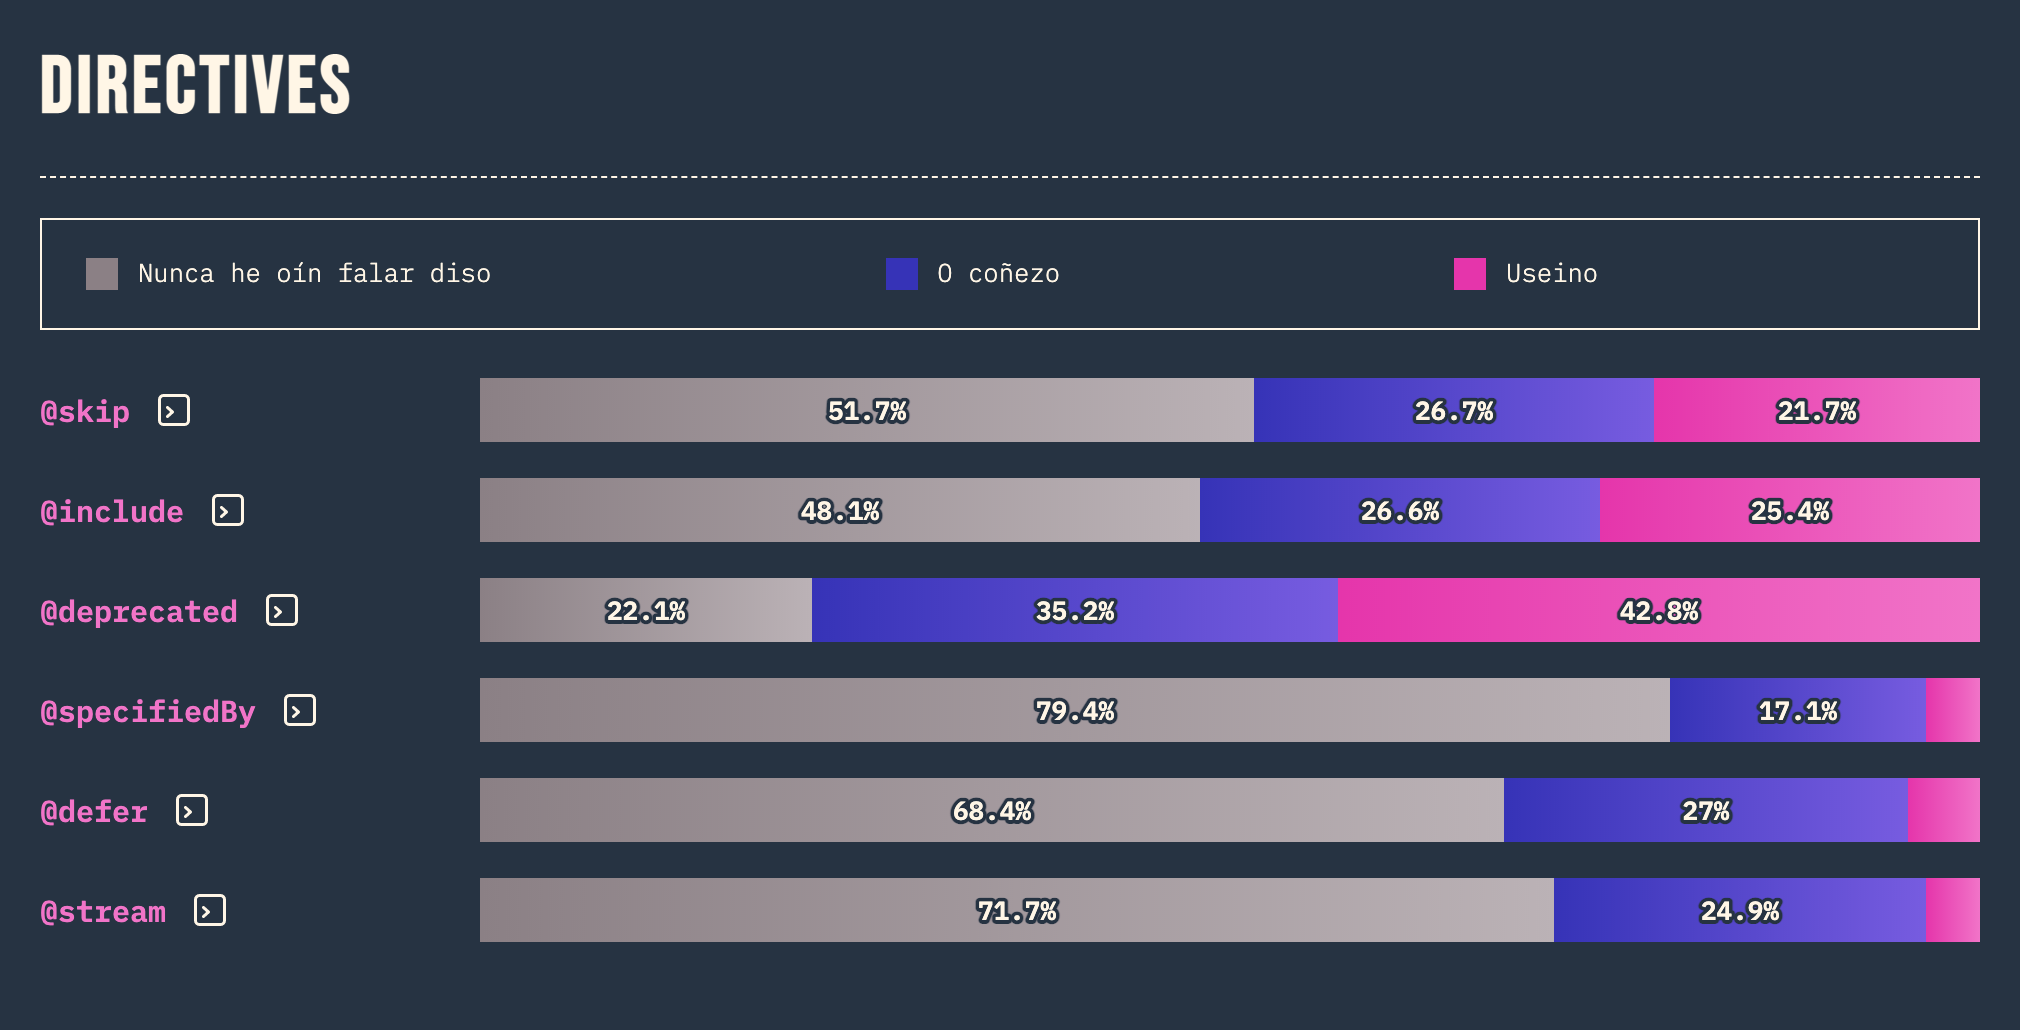 DIRECTIVES
Nunca he oín falar diso O coñezo Useino
@skip 51.7% 26.7% 21.7%
@include 48.1% 26.6% 25.4%
@deprecated 22.1% 35.2% 42.8%
@specifiedBy 79.4% 17.1%
@defer 68.4% 27%
@stream 71.7% 24.9%